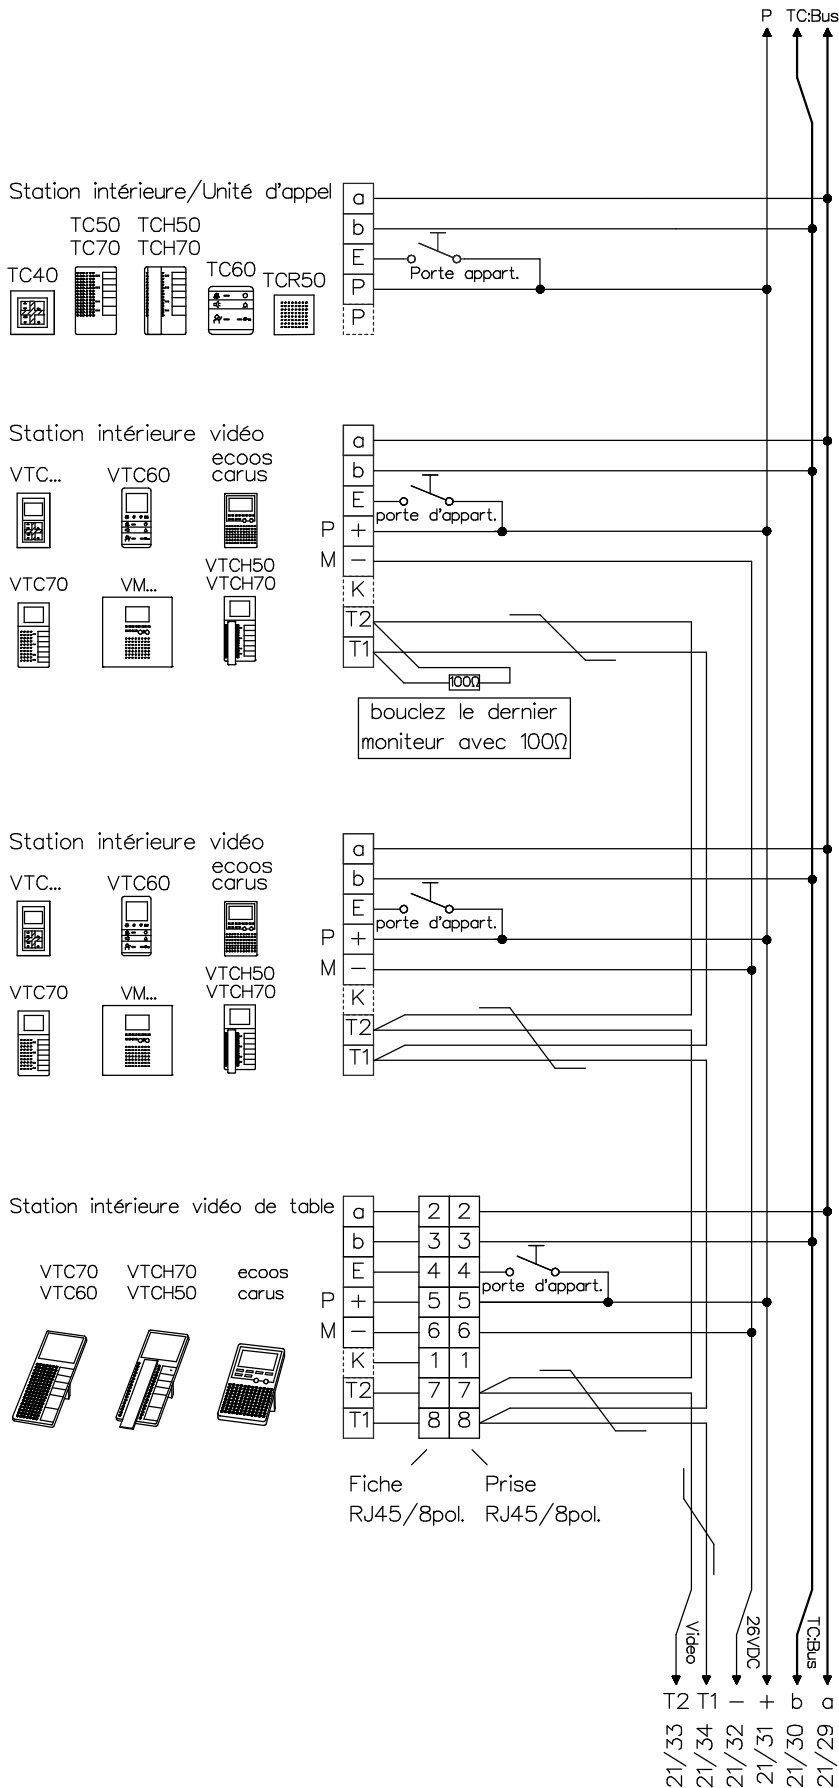 P TC:Bus
Station intérieure/Unité d'appel
a
b
E
P
P
TC50
TC70
TCH50
TCH70
TC40
TC60
TCR50
Porte appart.
Station intérieure vidéo
ecoos
carus
VTC...
VTC60
VTCH50
VTCH70
VTC70
VM...
a
b
E
P +
M -
K
T2
T1
porte d'appart.
100Ω
bouclez le dernier
moniteur avec 100Ω
Station intérieure vidéo
ecoos
carus
VTC...
VTC60
VTCH50
VTCH70
VTC70
VM...
a
b
E
P +
M -
K
T2
T1
porte d'appart.
Station intérieure vidéo de table
VTC70
VTC60
VTCH70
VTCH50
ecoos
carus
a 2 2
b 3 3
E 4 4
P + 5 5
M - 6 6
K 1 1
T2 7 7
T1 8 8
porte d'appart.
Fiche
RJ45/8pol.
Prise
RJ45/8pol.
Video
26VDC
TC:Bus
T2 T1 - + b a
21/33
21/34
21/32
21/31
21/30
21/29